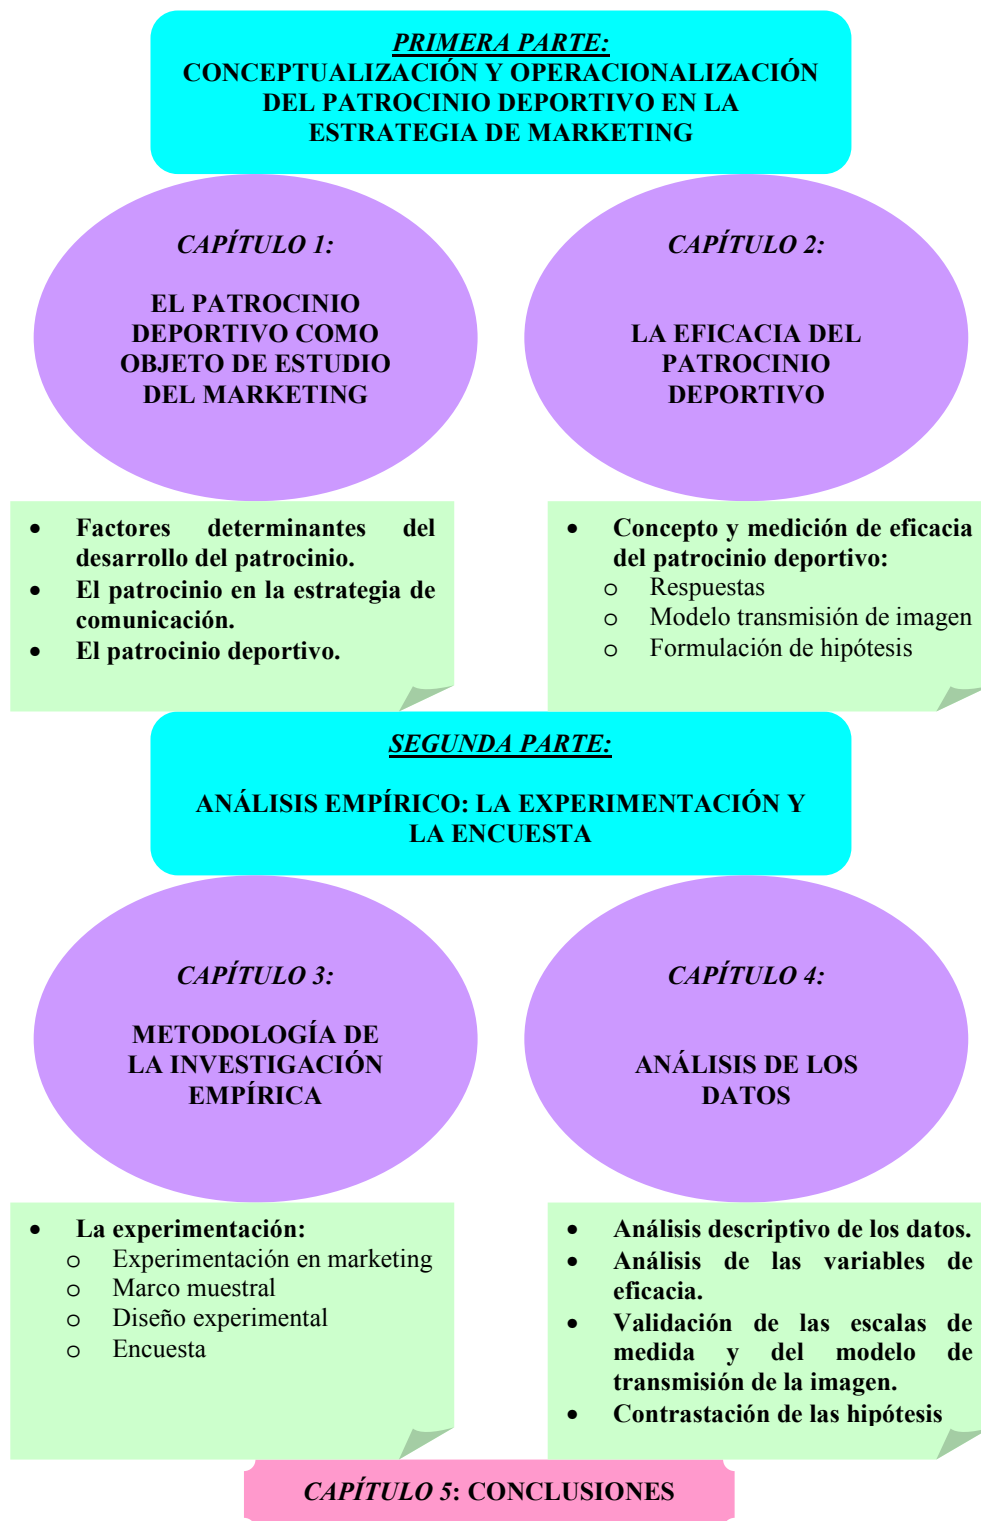 PRIMERA PARTE:
CONCEPTUALIZACIÓN Y OPERACIONALIZACIÓN
DEL PATROCINIO DEPORTIVO EN LA
ESTRATEGIA DE MARKETING
CAPÍTULO 1:
EL PATROCINIO
DEPORTIVO COMO
OBJETO DE ESTUDIO
DEL MARKETING
CAPÍTULO 2:
LA EFICACIA DEL
PATROCINIO
DEPORTIVO
• Factores determinantes del
desarrollo del patrocinio.
• El patrocinio en la estrategia de
comunicación.
• El patrocinio deportivo.
• Concepto y medición de eficacia
del patrocinio deportivo:
o Respuestas
o Modelo transmisión de imagen
o Formulación de hipótesis
SEGUNDA PARTE:
ANÁLISIS EMPÍRICO: LA EXPERIMENTACIÓN Y
LA ENCUESTA
CAPÍTULO 3:
METODOLOGÍA DE
LA INVESTIGACIÓN
EMPÍRICA
CAPÍTULO 4:
ANÁLISIS DE LOS
DATOS
• La experimentación:
o Experimentación en marketing
o Marco muestral
o Diseño experimental
o Encuesta
• Análisis descriptivo de los datos.
• Análisis de las variables de
eficacia.
• Validación de las escalas de
medida y del modelo de
transmisión de la imagen.
• Contrastación de las hipótesis
CAPÍTULO 5: CONCLUSIONES